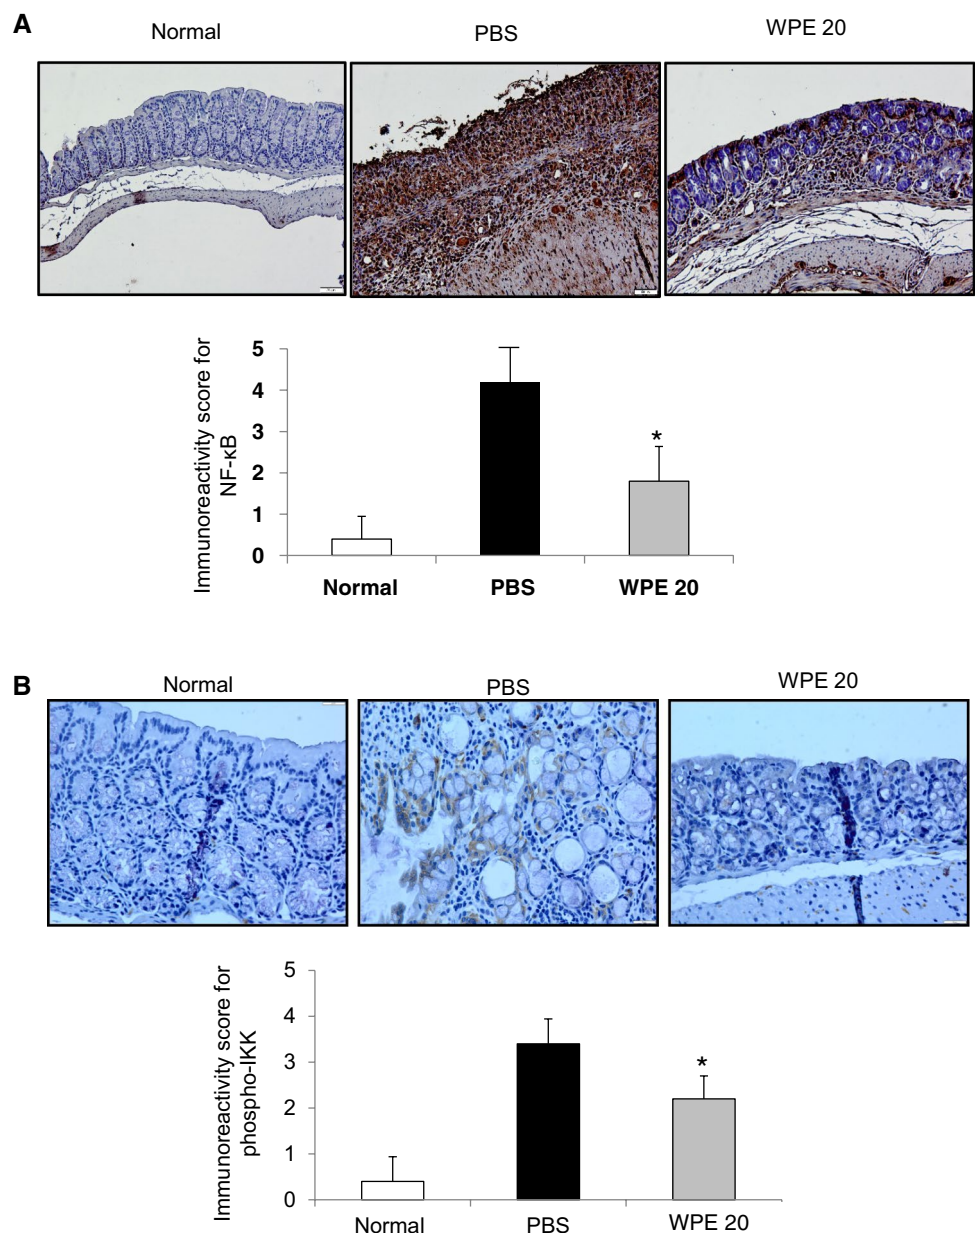 A
Normal
PBS
WPE 20
Immunoreactivity score for
NF-κB
5
4
3
2
1
0
*
Normal
PBS
WPE 20
B
Normal
PBS
WPE 20
Immunoreactivity score for
phospho-IKK
5
4
3
2
1
0
*
Normal
PBS
WPE 20